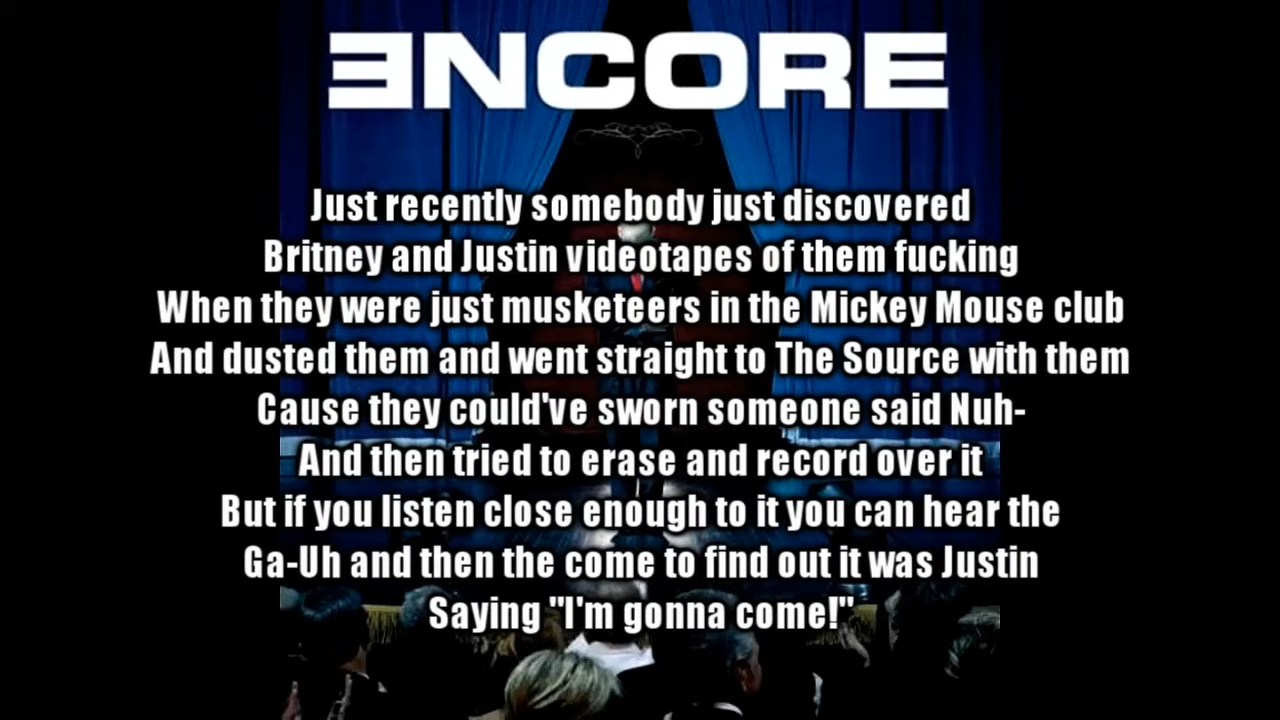 ENCORE
Just recently somebody just discovered
Britney and Justin videotapes of them fucking
When they were just musketeers in the Mickey Mouse club
And dusted them and went straight to The Source with them
Cause they could've sworn someone said Nuh-
And then tried to erase and record over it
But if you listen close enough to it you can hear the
Ga-Uh and then the come to find out it was Justin
Saying "I'm gonna come!"